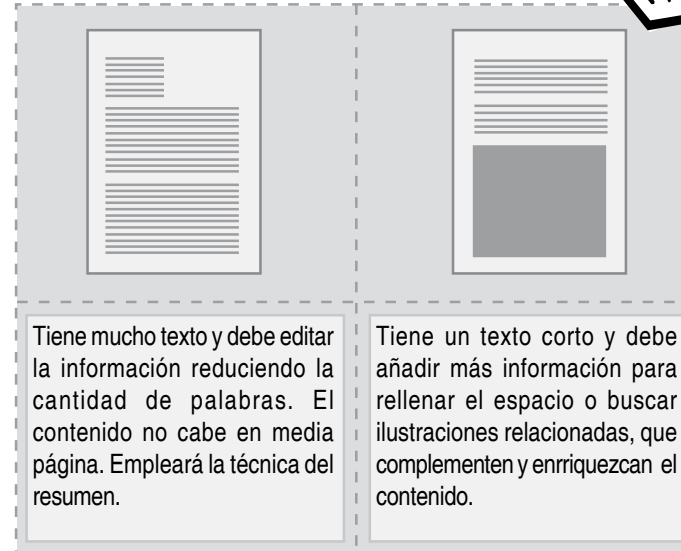 Tiene mucho texto y debe editar
la información reduciendo la
cantidad de palabras. El
contenido no cabe en media
página. Empleará la técnica del
resumen.
Tiene un texto corto y debe
añadir más información para
rellenar el espacio o buscar
ilustraciones relacionadas, que
complementen y enrriquezcan el
contenido.